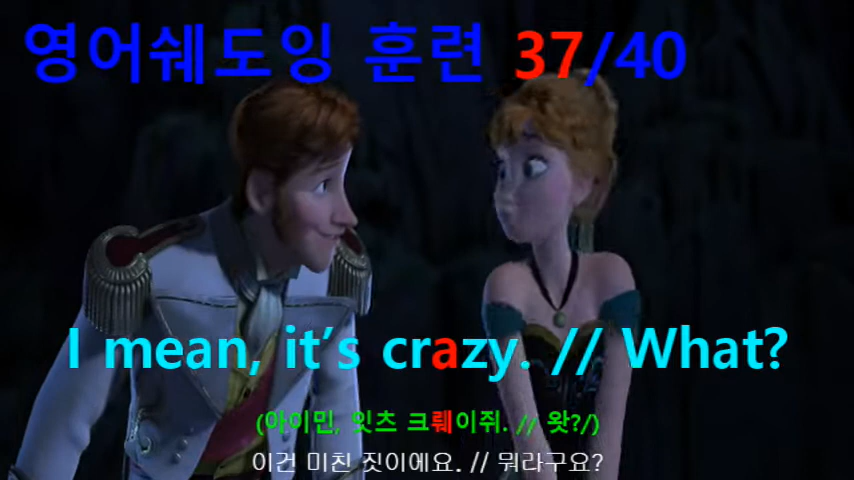 영어쉐도잉 훈련 37/40
I mean, it's crazy. // What?
(아이민, 잇츠 크뤠이쥐. // 왓?/)
이건 미친 짓이에요. // 뭐라구요?